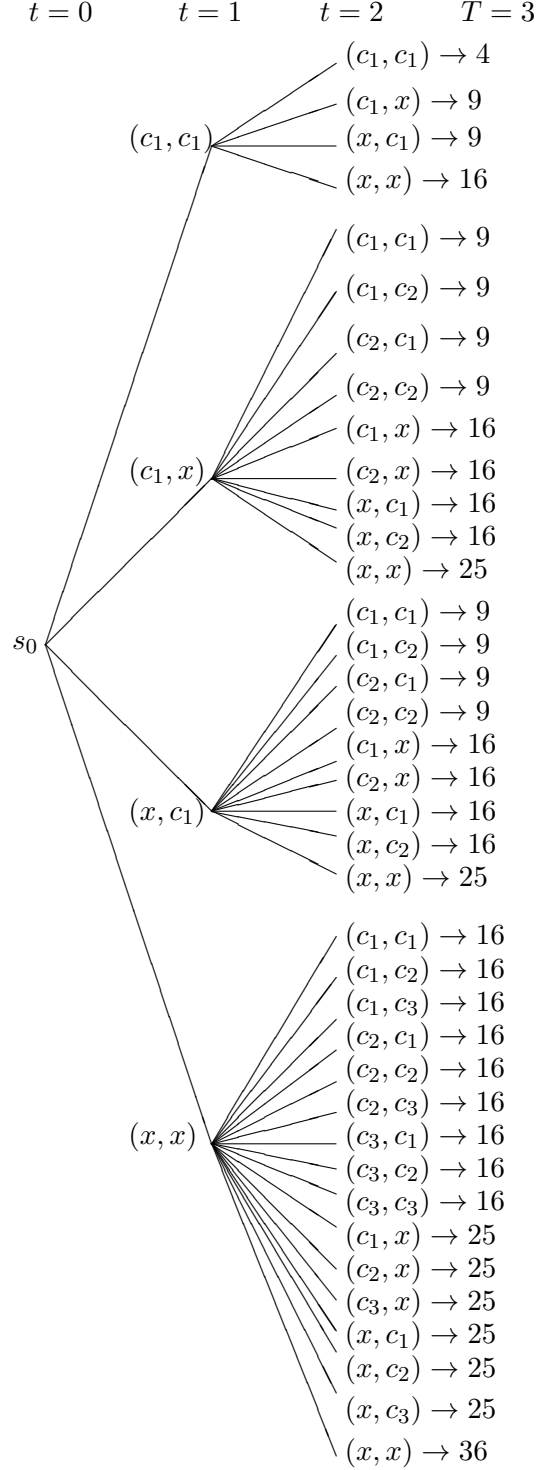 t = 0 t = 1 t = 2 T = 3
(c₁, c₁) → 4
(c₁, x) → 9
(c₁, c₁) (x, c₁) → 9
(x, x) → 16
(c₁, c₁) → 9
(c₁, c₂) → 9
(c₂, c₁) → 9
(c₂, c₂) → 9
(c₁, x) → 16
(c₁, x) (c₂, x) → 16
(x, c₁) → 16
(x, c₂) → 16
(x, x) → 25
(c₁, c₁) → 9
s₀ (c₁, c₂) → 9
(c₂, c₁) → 9
(c₂, c₂) → 9
(c₁, x) → 16
(c₂, x) → 16
(x, c₁) (x, c₁) → 16
(x, c₂) → 16
(x, x) → 25
(c₁, c₁) → 16
(c₁, c₂) → 16
(c₁, c₃) → 16
(c₂, c₁) → 16
(c₂, c₂) → 16
(c₂, c₃) → 16
(x, x) (c₃, c₁) → 16
(c₃, c₂) → 16
(c₃, c₃) → 16
(c₁, x) → 25
(c₂, x) → 25
(c₃, x) → 25
(x, c₁) → 25
(x, c₂) → 25
(x, c₃) → 25
(x, x) → 36